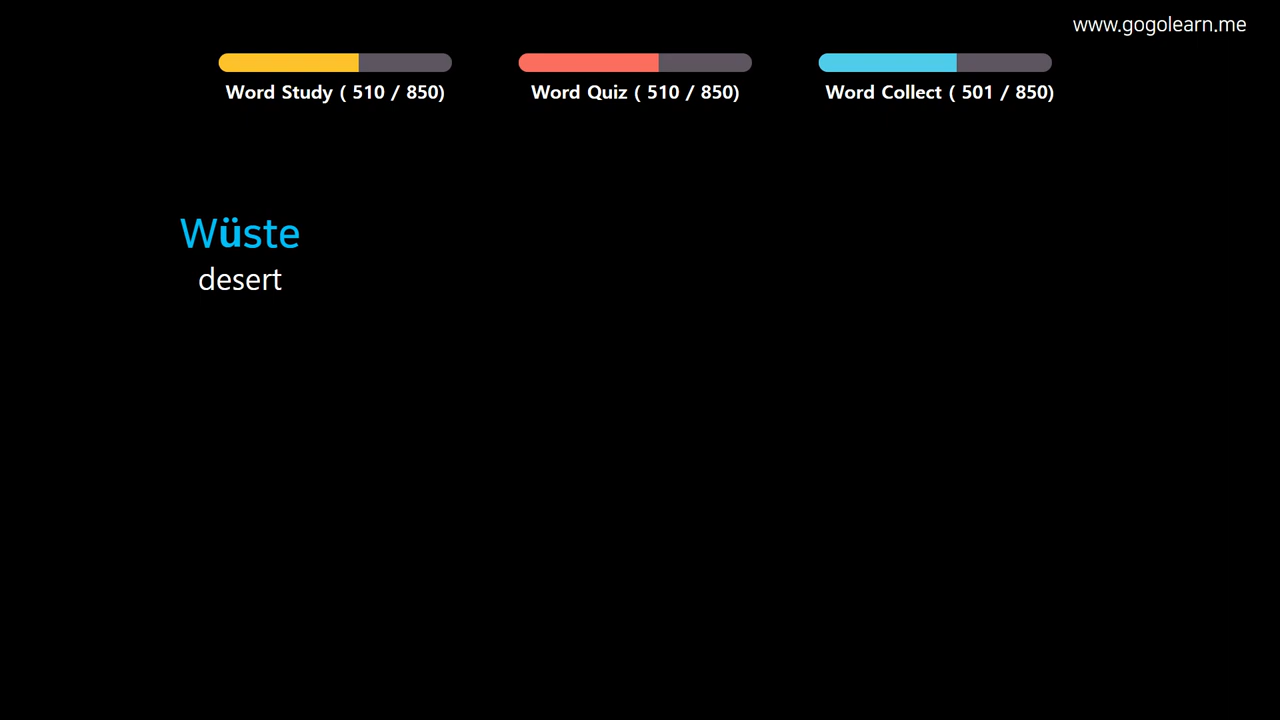 www.gogolearn.me
Word Study ( 510 / 850)
Word Quiz ( 510 / 850)
Word Collect ( 501 / 850)
Wüste
desert